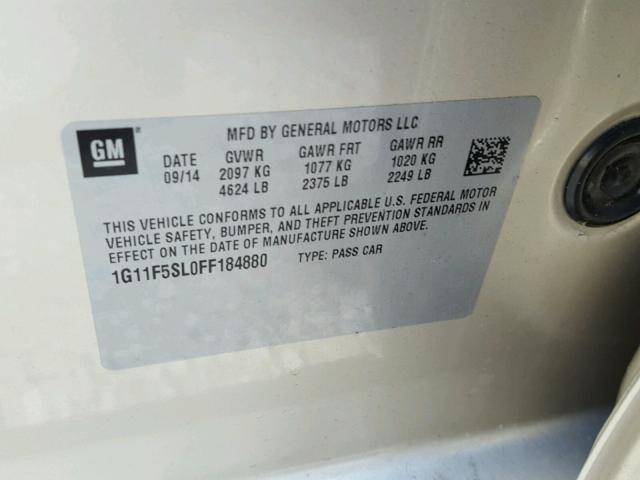 GM
MFD BY GENERAL MOTORS LLC
DATE GVWR GAWR FRT GAWR RR
09/14 2097 KG 1077 KG 1020 KG
4624 LB 2375 LB 2249 LB
THIS VEHICLE CONFORMS TO ALL APPLICABLE U.S. FEDERAL MOTOR
VEHICLE SAFETY, BUMPER, AND THEFT PREVENTION STANDARDS IN
EFFECT ON THE DATE OF MANUFACTURE SHOWN ABOVE.
1G11F5SL0FF184880 TYPE: PASS CAR